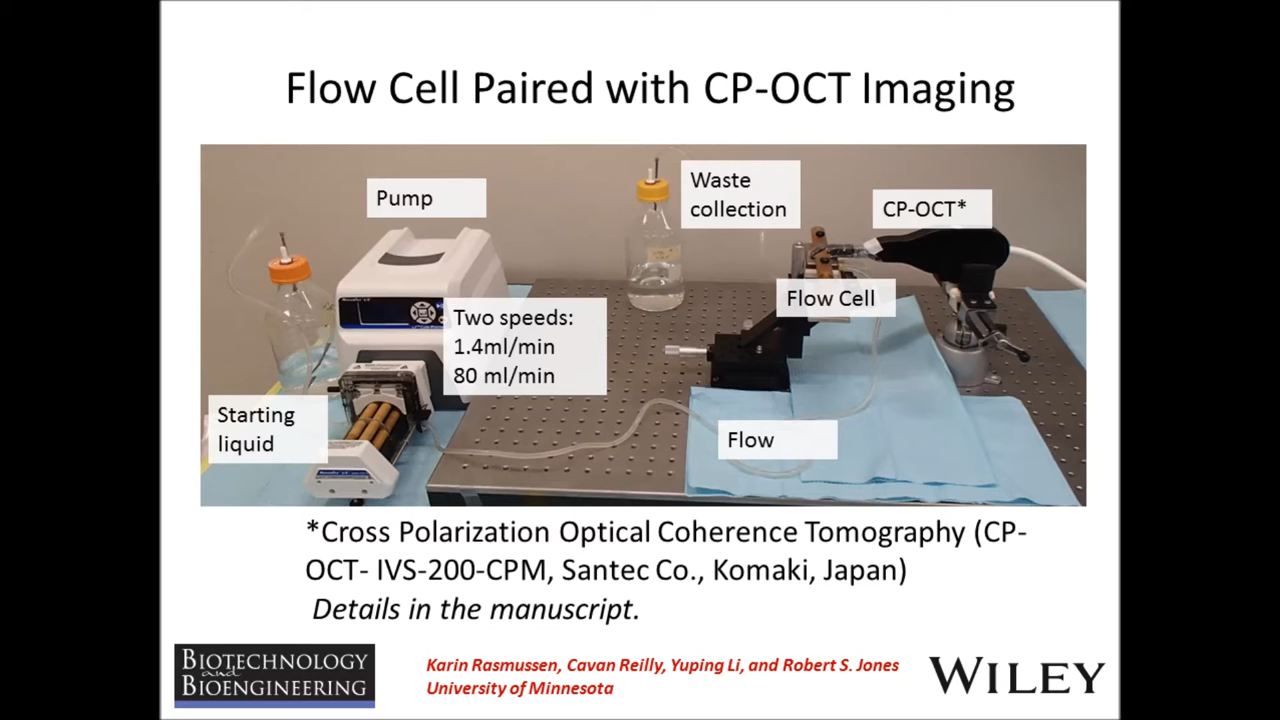 Flow Cell Paired with CP-OCT Imaging
Pump
Waste
collection
CP-OCT*
Flow Cell
Two speeds:
1.4ml/min
80 ml/min
Starting
liquid
Flow
*Cross Polarization Optical Coherence Tomography (CP-
OCT- IVS-200-CPM, Santec Co., Komaki, Japan)
Details in the manuscript.
BIOTECHNOLOGY
and
BIOENGINEERING
Karin Rasmussen, Cavan Reilly, Yuping Li, and Robert S. Jones
University of Minnesota
WILEY